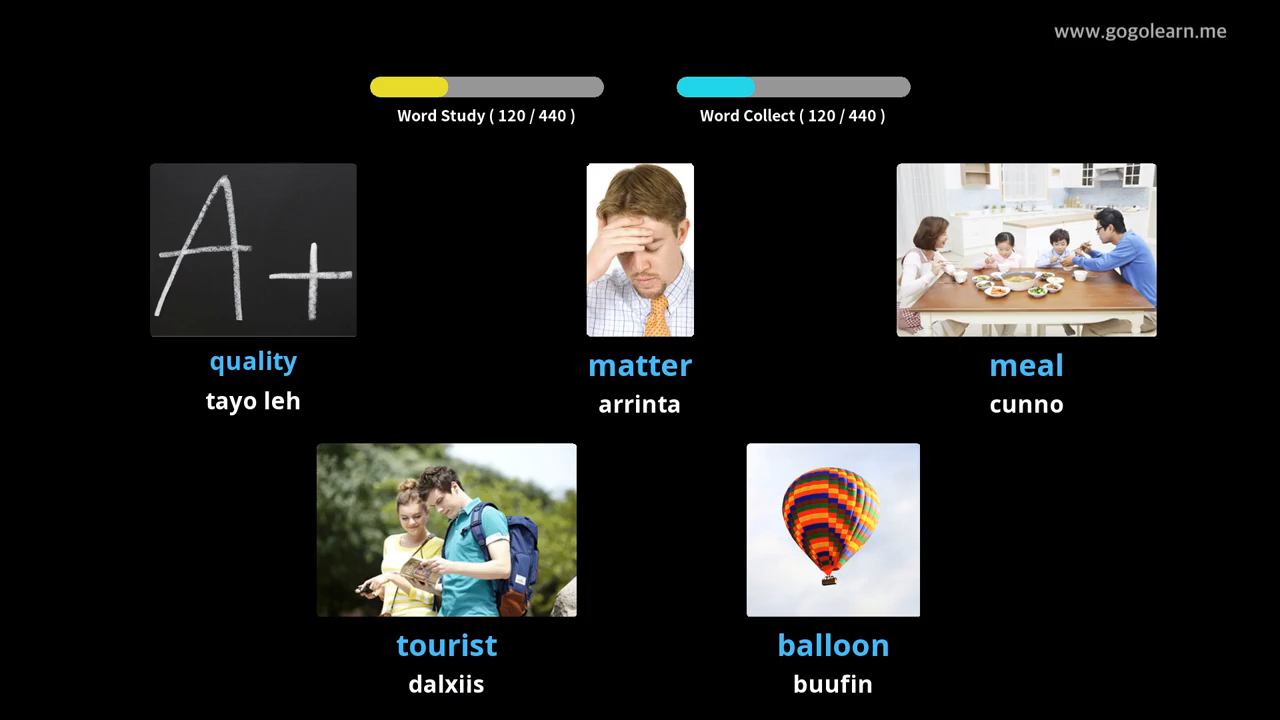 www.gogolearn.me
Word Study ( 120 / 440 )
Word Collect ( 120 / 440 )
A+
quality
tayo leh
matter
arrinta
meal
cunno
tourist
dalxiis
balloon
buufin